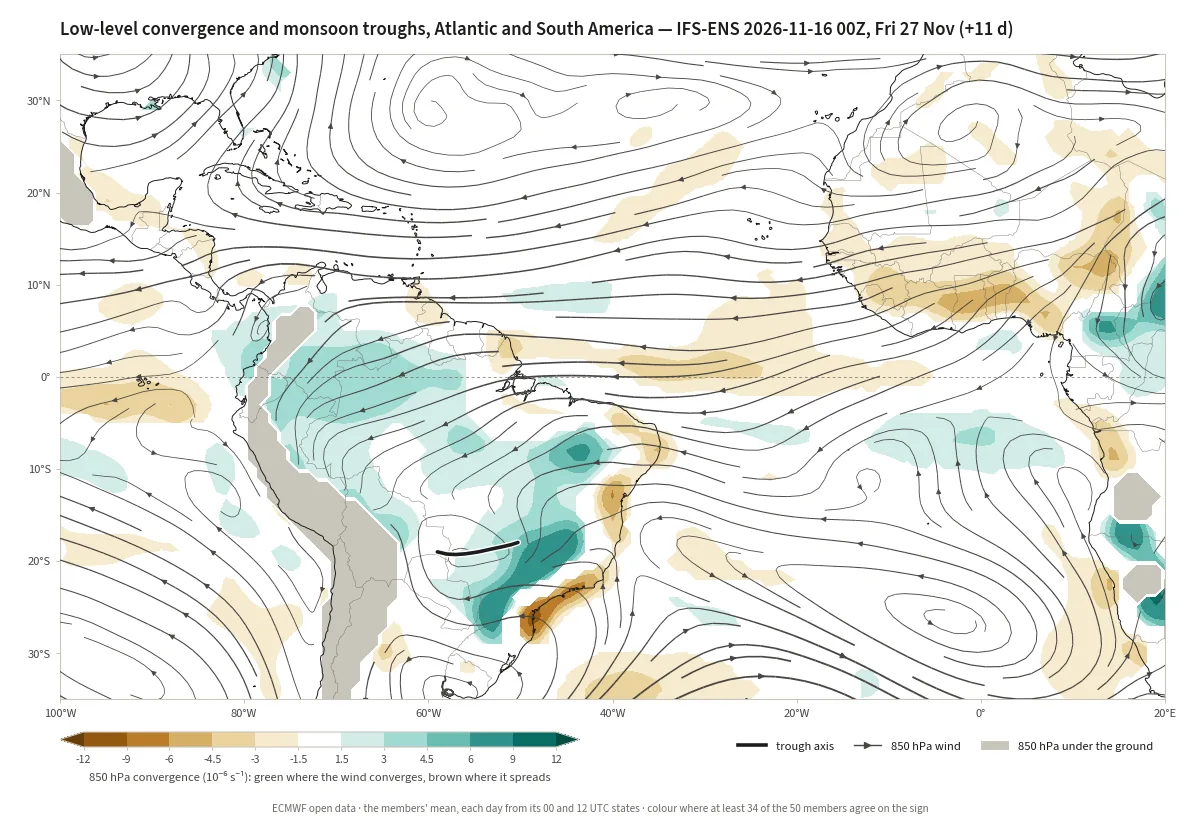 Low-level convergence and monsoon troughs, Atlantic and South America — IFS-ENS 2026-11-16 00Z, Fri 27 Nov (+11 d)
30°N
20°N
10°N
0°
10°S
20°S
30°S
100°W 80°W 60°W 40°W 20°W 0° 20°E
-12 -9 -6 -4.5 -3 -1.5 1.5 3 4.5 6 9 12
850 hPa convergence (10⁻⁶ s⁻¹): green where the wind converges, brown where it spreads
trough axis 850 hPa wind 850 hPa under the ground
ECMWF open data · the members' mean, each day from its 00 and 12 UTC states · colour where at least 34 of the 50 members agree on the sign